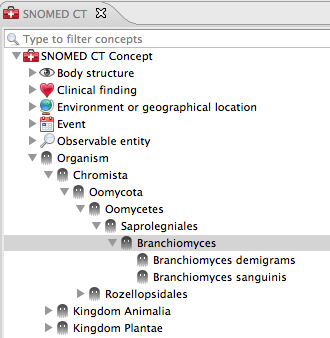 SNOMED CT
Type to filter concepts
SNOMED CT Concept
Body structure
Clinical finding
Environment or geographical location
Event
Observable entity
Organism
Chromista
Oomycota
Oomycetes
Saprolegniales
Branchiomyces
Branchiomyces demigrams
Branchiomyces sanguinis
Rozellopsidales
Kingdom Animalia
Kingdom Plantae